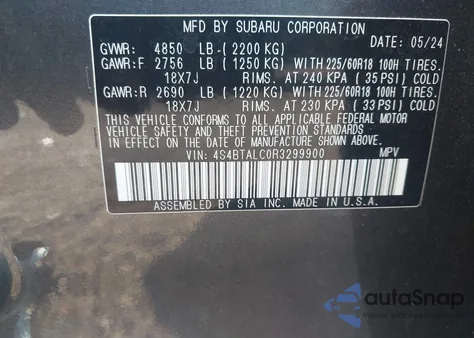 MFD. BY SUBARU CORPORATION
DATE: 05/24
GVWR: 4850 LB (2200 KG)
GAWR:F 2756 LB (1250 KG) WITH 225/60R18 100H TIRES,
18X7J RIMS, AT 240 KPA (35 PSI) COLD
GAWR:R 2690 LB (1220 KG) WITH 225/60R18 100H TIRES,
18X7J RIMS, AT 230 KPA (33 PSI) COLD
THIS VEHICLE CONFORMS TO ALL APPLICABLE FEDERAL MOTOR
VEHICLE SAFETY AND THEFT PREVENTION STANDARDS IN
EFFECT ON THE DATE OF MANUFACTURE SHOWN ABOVE.
VIN: 4S4BTALC0R3299900 MPV
ASSEMBLED BY SIA INC. MADE IN U.S.A.
autoSnap